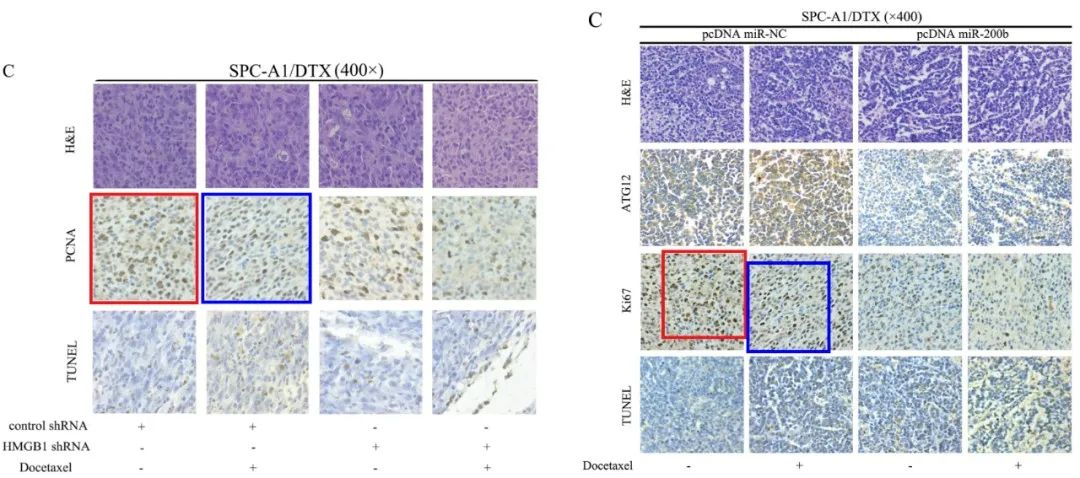 C
SPC-A1/DTX (400×)
H&E
PCNA
TUNEL
control shRNA + + - -
HMGB1 shRNA - - + +
Docetaxel - + - +
C
SPC-A1/DTX (×400)
pcDNA miR-NC pcDNA miR-200b
H&E
ATG12
Ki67
TUNEL
Docetaxel - + - +